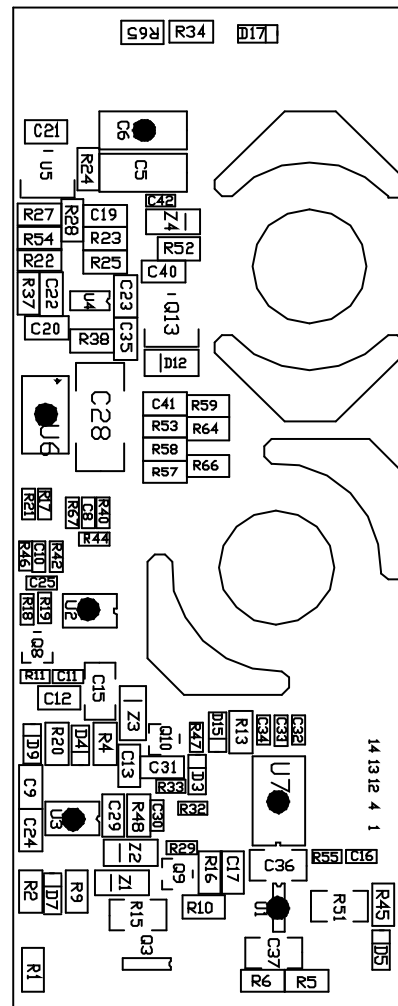 R65 R34 D17
C21 C6
U5 R24 C5
C42
R27 R28 C19 Z4
R54 R23
R22 R25 R52
C40
R37 C22 U4 C23 Q13
C20 R38 C35
D12
U6 C28
C41 R59
R53 R64
R58
R57 R66
R21 R17 R67 C8 R40
R44
R46 C10 R42
C25
R18 R19 U2
Q8
R11 C11 C15
C12 Z3
D9 R20 D4 R4 Q10 R47 D15 R13 C34 C33 C32
C13 C31 D3 U7 14 13 12 4 1
C9 R33
C24 U3 C29 R48 C30 R32
Z2 R29
R16 C17 C36 R55 C16
R2 D7 R9 Z1 Q9
R15 R10 U1 R51 R45
Q3 C37 D5
R1 R6 R5